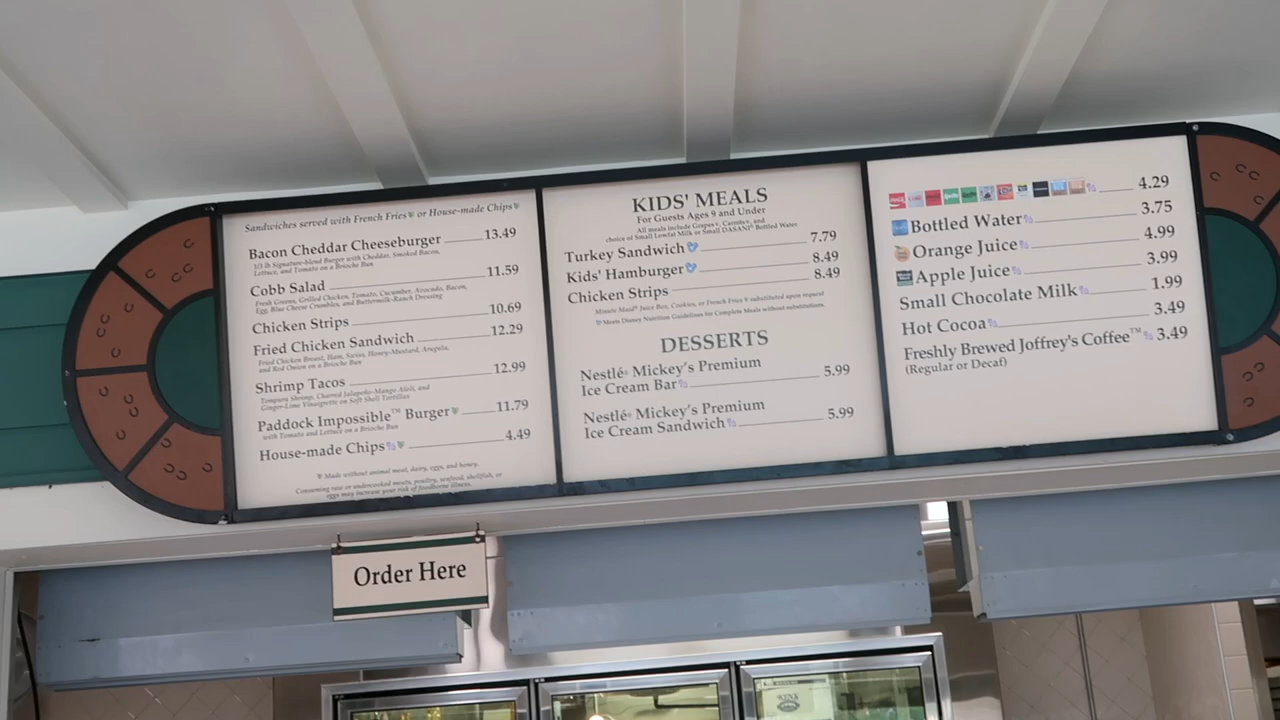 Sandwiches served with French Fries or House-made Chips
Bacon Cheddar Cheeseburger 13.49
1/3 lb Signature-blend Burger with Cheddar, Smoked Bacon,
Lettuce, and Tomato on a Brioche Bun
Cobb Salad 11.59
Fresh Greens, Grilled Chicken, Tomato, Cucumber, Avocado, Bacon,
Egg, Blue Cheese Crumbles, and Buttermilk-Ranch Dressing
Chicken Strips 10.69
Fried Chicken Sandwich 12.29
Fried Chicken Breast, Ham, Swiss, Honey-Mustard, Arugula,
and Red Onion on a Brioche Bun
Shrimp Tacos 12.99
Tempura Shrimp, Charred Jalapeño-Mango Aïoli, and
Ginger-Lime Vinaigrette on Soft Shell Tortillas
Paddock Impossible™ Burger 11.79
with Tomato and Lettuce on a Brioche Bun
House-made Chips 4.49
Made without animal meat, dairy, eggs, and honey.
Consuming raw or undercooked meats, poultry, seafood, shellfish, or
eggs may increase your risk of foodborne illness.
KIDS' MEALS
For Guests Ages 9 and Under
All meals include Grapes, Carrots, and
choice of Small Lowfat Milk or Small DASANI® Bottled Water
Turkey Sandwich 7.79
Kids' Hamburger 8.49
Chicken Strips 8.49
Minute Maid® Juice Box, Cookies, or French Fries substituted upon request
Meets Disney Nutrition Guidelines for Complete Meals without substitutions.
DESSERTS
Nestlé® Mickey's Premium
Ice Cream Bar 5.99
Nestlé® Mickey's Premium
Ice Cream Sandwich 5.99
4.29
Bottled Water 3.75
Orange Juice 4.99
Apple Juice 3.99
Small Chocolate Milk 1.99
Hot Cocoa 3.49
Freshly Brewed Joffrey's Coffee™ 3.49
(Regular or Decaf)
Order Here